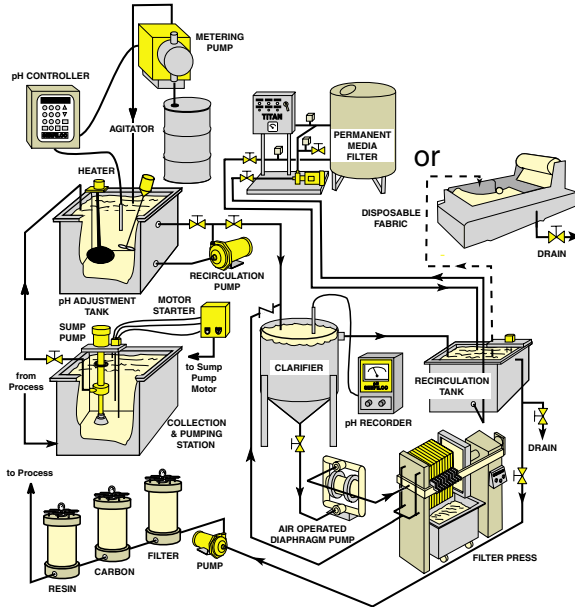 METERING
PUMP
pH CONTROLLER
AGITATOR
TITAN
PERMANENT
MEDIA
FILTER
or
HEATER
DISPOSABLE
FABRIC
DRAIN
RECIRCULATION
PUMP
pH ADJUSTMENT
TANK
MOTOR
STARTER
SUMP
PUMP
from
Process
to Sump
Pump
Motor
CLARIFIER
pH RECORDER
RECIRCULATION
TANK
COLLECTION
& PUMPING
STATION
DRAIN
to Process
AIR OPERATED
DIAPHRAGM PUMP
FILTER PRESS
FILTER
CARBON
RESIN
PUMP